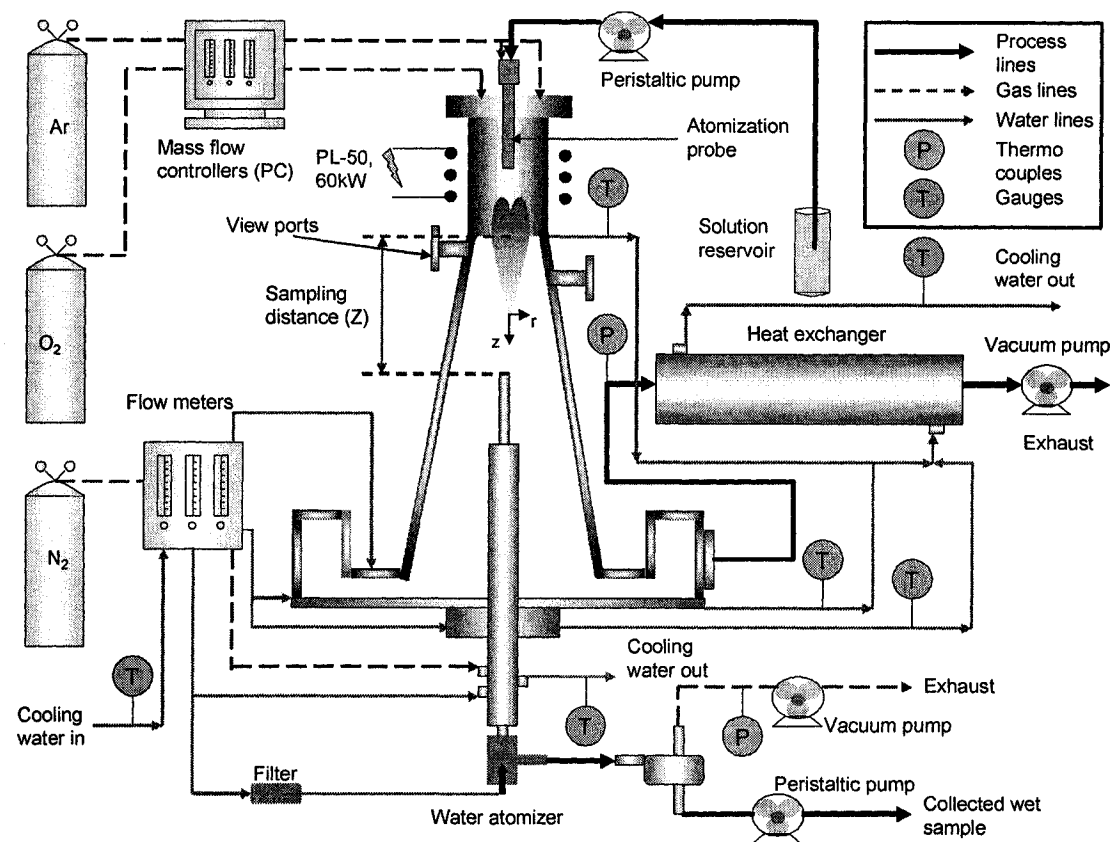 Ar
Mass flow
controllers (PC)
PL-50,
60kW
Peristaltic pump
Atomization
probe
Process
lines
Gas lines
Water lines
P
Thermo
couples
T
Gauges
T
View ports
Solution
reservoir
T
Cooling
water out
O2
Sampling
distance (Z)
r
z
P
Heat exchanger
Vacuum pump
Exhaust
Flow meters
N2
T
T
T
Cooling
water in
Cooling
water out
T
Exhaust
P
Vacuum pump
Filter
Water atomizer
Peristaltic pump
Collected wet
sample